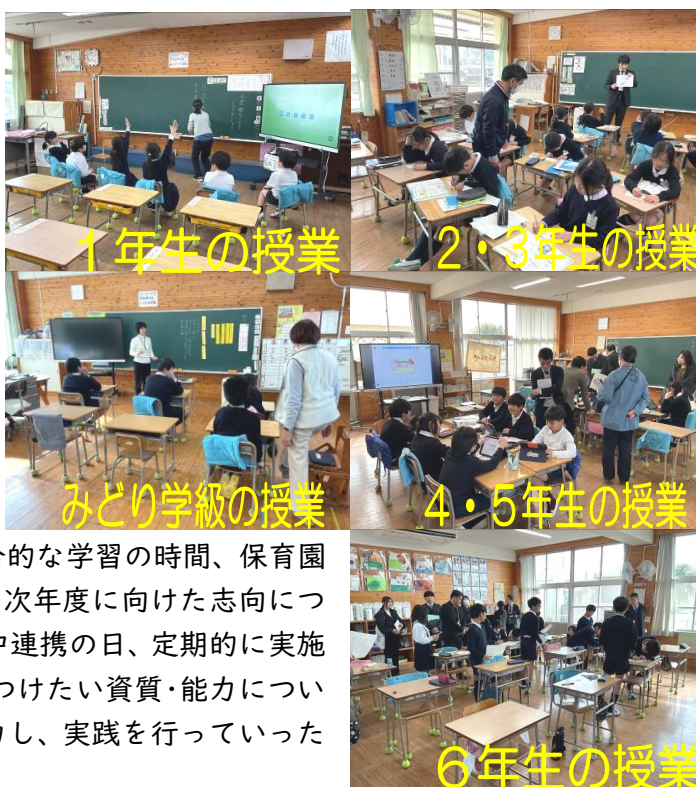 1年生の授業
2・3年生の授業
みどり学級の授業
4・5年生の授業
的な学習の時間、保育園
次年度に向けた志向につ
連携の日、定期的に実施
つけたい資質・能力につい
し、実践を行っていった
6年生の授業